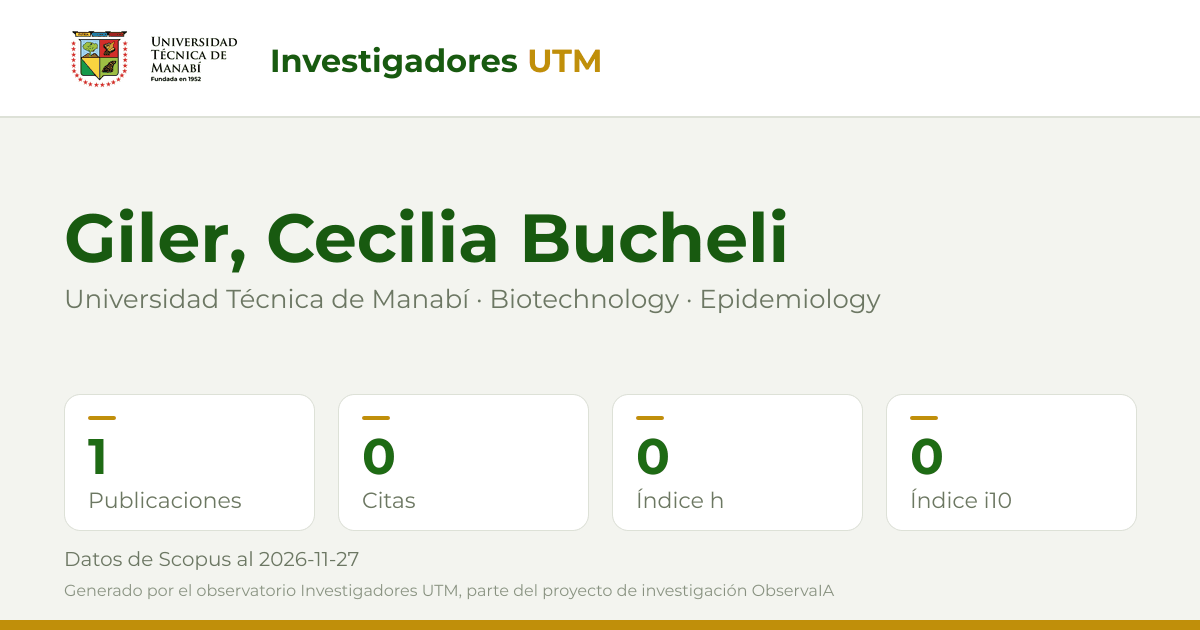 UNIVERSIDAD
TÉCNICA DE
MANABÍ
Fundada en 1952
Investigadores UTM
Giler, Cecilia Bucheli
Universidad Técnica de Manabí · Biotechnology · Epidemiology
1
Publicaciones
0
Citas
0
Índice h
0
Índice i10
Datos de Scopus al 2026-11-27
Generado por el observatorio Investigadores UTM, parte del proyecto de investigación ObservaIA